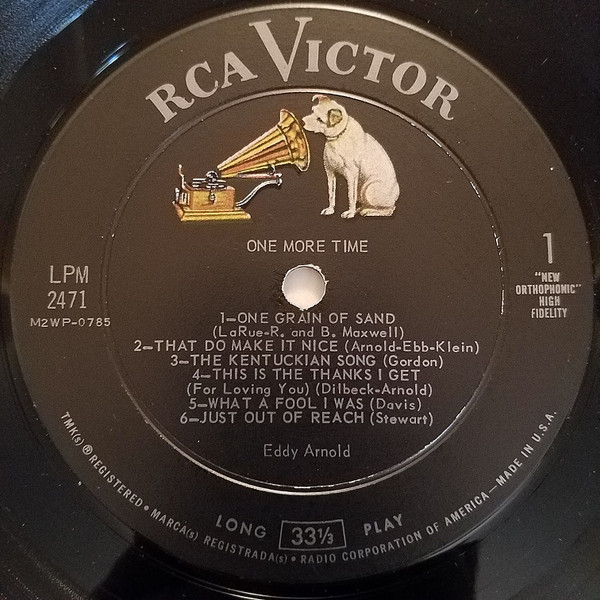 RCA VICTOR
ONE MORE TIME
LPM
2471
M2WP-0785
1
"NEW
ORTHOPHONIC"
HIGH
FIDELITY
1—ONE GRAIN OF SAND
(LaRue-R. and B. Maxwell)
2—THAT DO MAKE IT NICE (Arnold-Ebb-Klein)
3—THE KENTUCKIAN SONG (Gordon)
4—THIS IS THE THANKS I GET
(For Loving You) (Dilbeck-Arnold)
5—WHAT A FOOL I WAS (Davis)
6—JUST OUT OF REACH (Stewart)
Eddy Arnold
LONG 33⅓ PLAY
TMK(s) ® REGISTERED • MARCA(s) REGISTRADA(s) • RADIO CORPORATION OF AMERICA—MADE IN U.S.A.